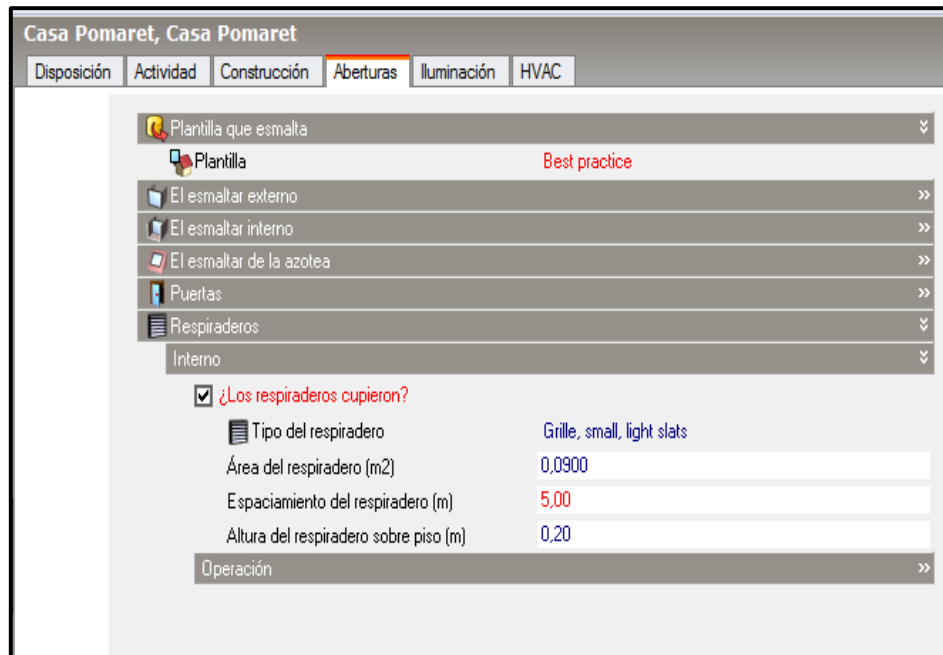 Casa Pomaret, Casa Pomaret
Disposición Actividad Construcción Aberturas Iluminación HVAC
Plantilla que esmalta
Plantilla Best practice
El esmaltar externo
El esmaltar interno
El esmaltar de la azotea
Puertas
Respiraderos
Interno
¿Los respiraderos cupieron?
Tipo del respiradero Grille, small, light slats
Área del respiradero (m2) 0,0900
Espaciamiento del respiradero (m) 5,00
Altura del respiradero sobre piso (m) 0,20
Operación